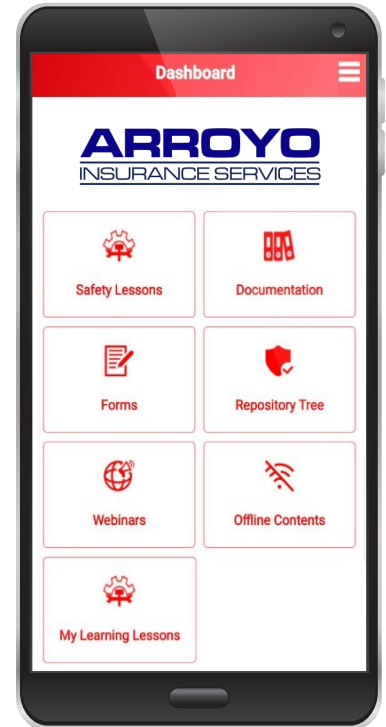 Dashboard
ARROYO
INSURANCE SERVICES
Safety Lessons
Documentation
Forms
Repository Tree
Webinars
Offline Contents
My Learning Lessons